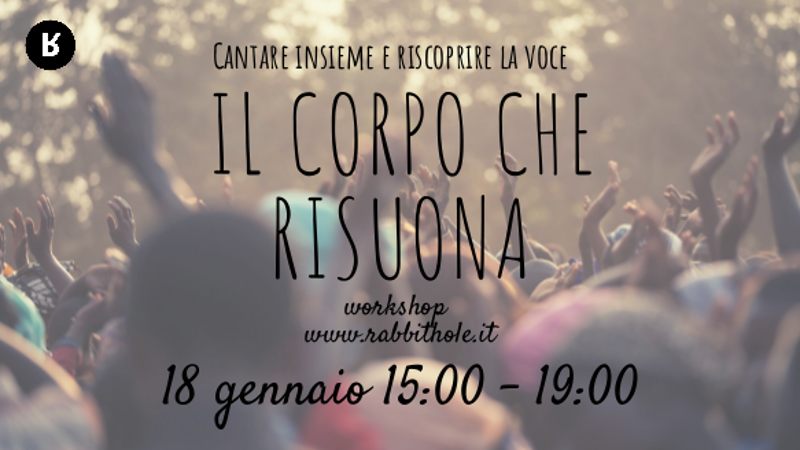 R
Cantare insieme e riscoprire la voce
IL CORPO CHE
RISUONA
workshop
www.rabbithole.it
18 gennaio 15:00 - 19:00